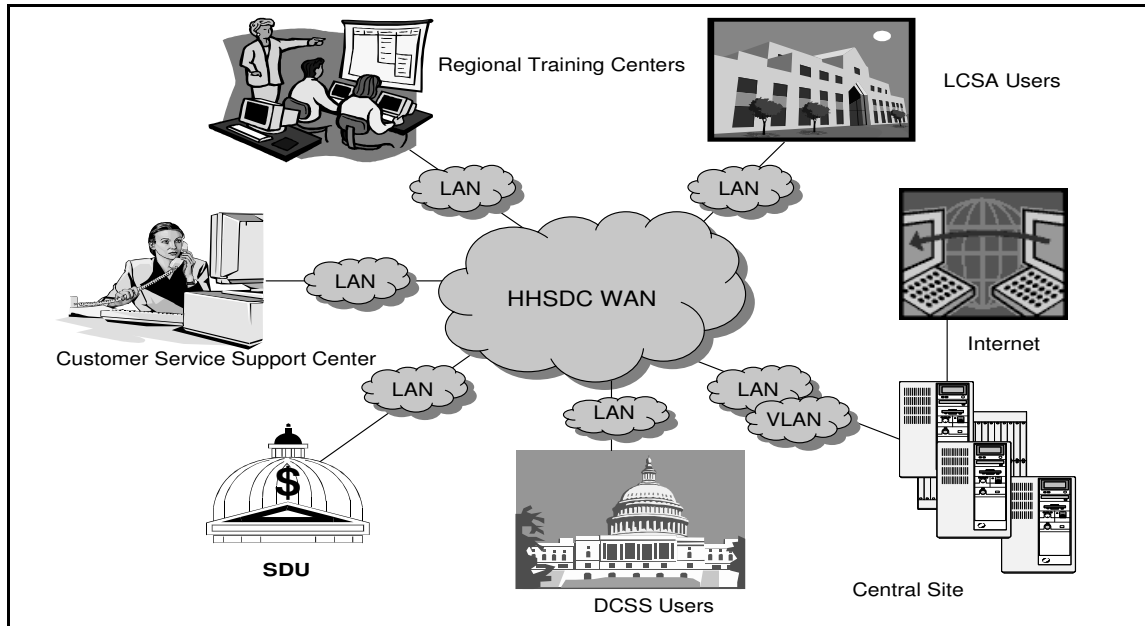 Regional Training Centers
LCSA Users
LAN
LAN
LAN
HHSDC WAN
Customer Service Support Center
Internet
LAN
LAN
LAN
VLAN
$
SDU
DCSS Users
Central Site